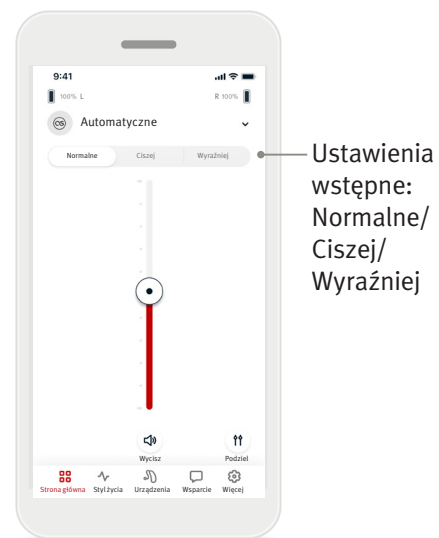 9:41
100% L
R 100%
Automatyczne
Normalne
Ciszej
Wyraźniej
Ustawienia
wstępne:
Normalne/
Ciszej/
Wyraźniej
Wycisz
Podziel
Strona główna
Styl życia
Urządzenia
Wsparcie
Więcej